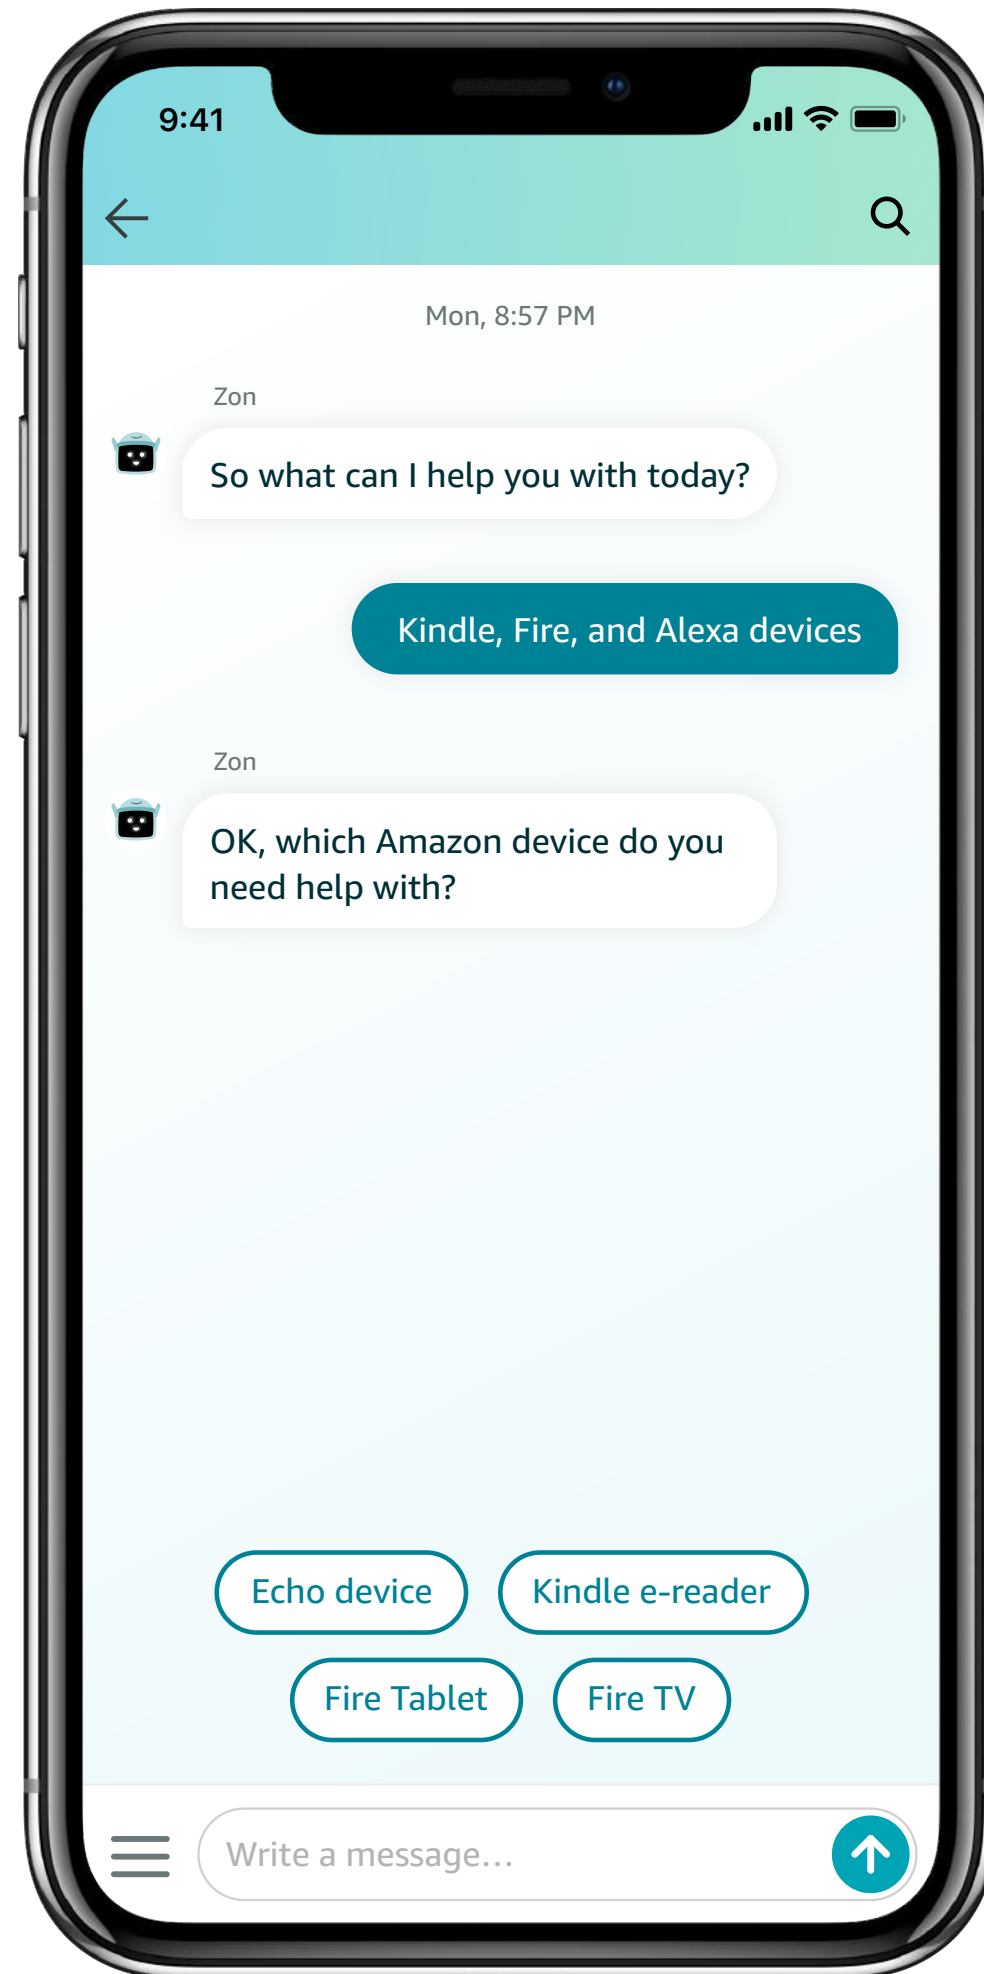 9:41
Mon, 8:57 PM
Zon
So what can I help you with today?
Kindle, Fire, and Alexa devices
Zon
OK, which Amazon device do you
need help with?
Echo device
Kindle e-reader
Fire Tablet
Fire TV
Write a message...